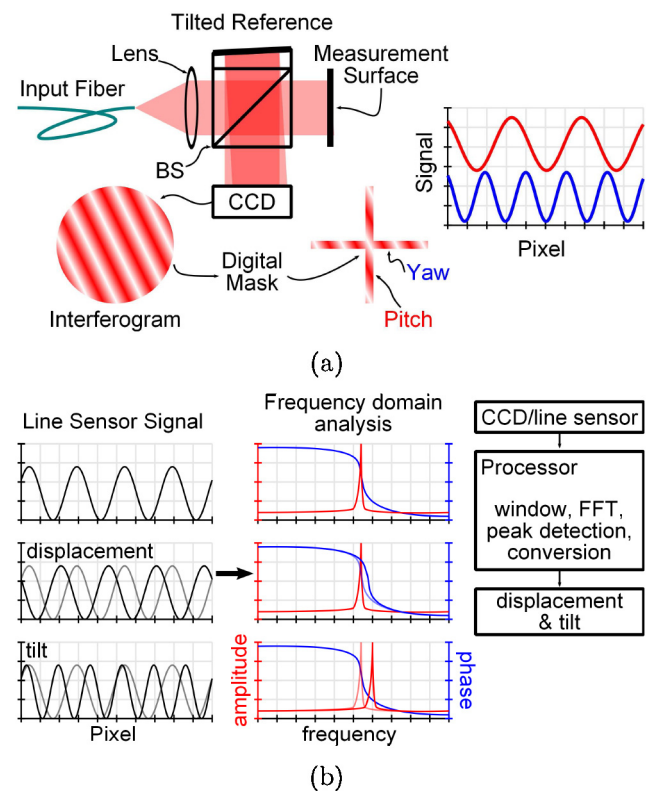 Tilted Reference
Lens
Measurement
Surface
Input Fiber
BS
CCD
Signal
Pixel
Digital
Mask
Yaw
Pitch
Interferogram
(a)
Line Sensor Signal
Frequency domain
analysis
CCD/line sensor
Processor
window, FFT,
peak detection,
conversion
displacement
displacement
& tilt
tilt
amplitude
phase
Pixel
frequency
(b)